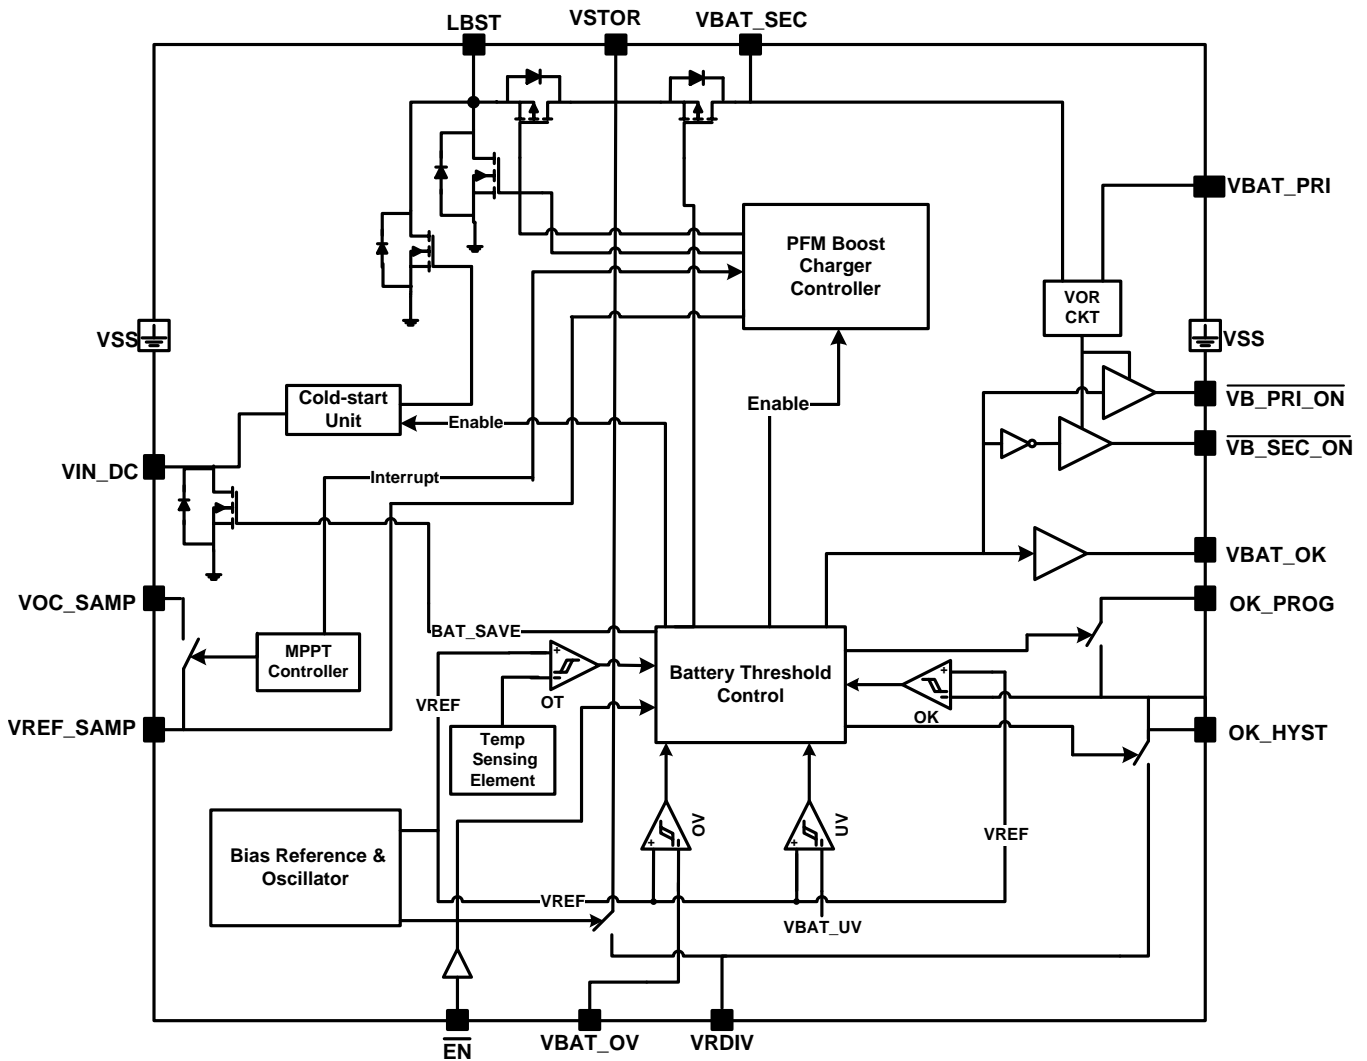 LBST
VSTOR
VBAT_SEC
VBAT_PRI
PFM Boost
Charger
Controller
VOR
CKT
VSS
VSS
Cold-start
Unit
Enable
Enable
VB_PRI_ON
VB_SEC_ON
VIN_DC
Interrupt
VBAT_OK
VOC_SAMP
OK_PROG
MPPT
Controller
BAT_SAVE
+
-
OT
Battery Threshold
Control
+
-
OK
VREF
VREF_SAMP
OK_HYST
Temp
Sensing
Element
Bias Reference &
Oscillator
+
-
OV
+
-
UV
VREF
VREF
VBAT_UV
EN
VBAT_OV
VRDIV